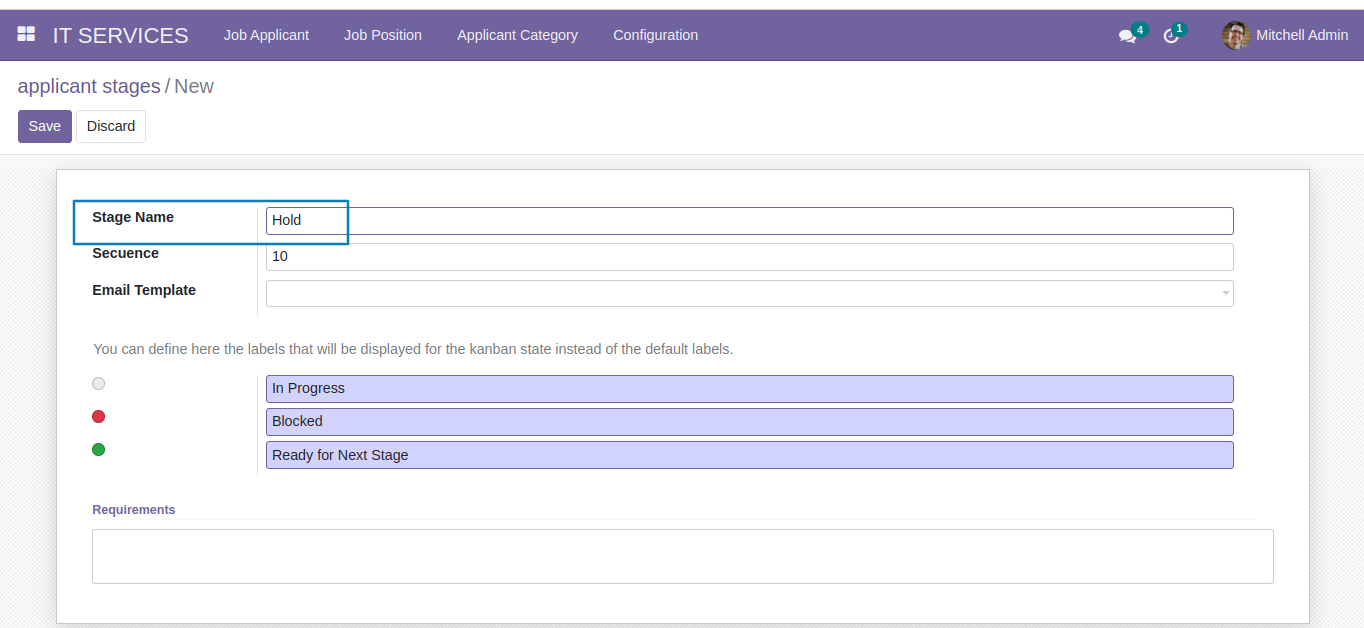 IT SERVICES Job Applicant Job Position Applicant Category Configuration 4 1 Mitchell Admin
applicant stages / New
Save Discard
Stage Name Hold
Secuence 10
Email Template
You can define here the labels that will be displayed for the kanban state instead of the default labels.
In Progress
Blocked
Ready for Next Stage
Requirements